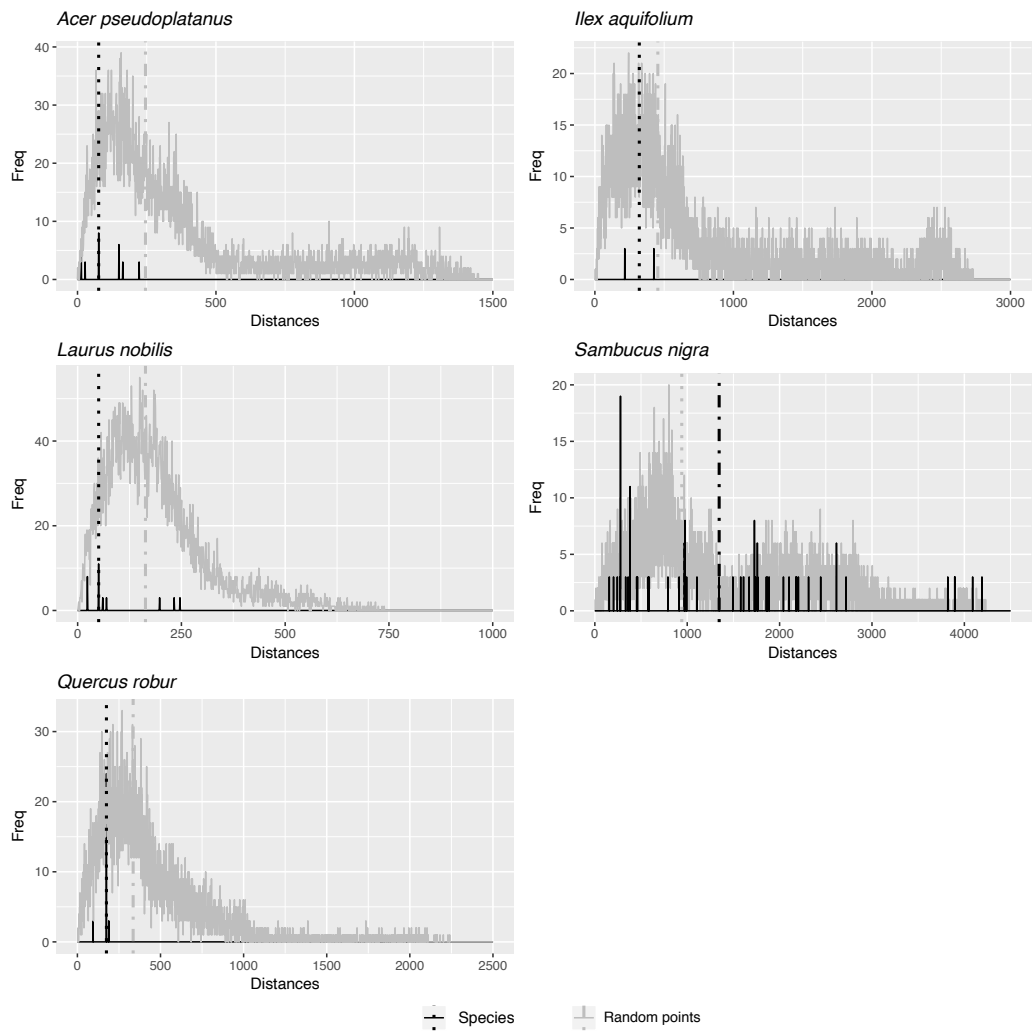 Acer pseudoplatanus
40
30
20
10
0
Freq
0 500 1000 1500
Distances
Ilex aquifolium
20
15
10
5
0
Freq
0 1000 2000 3000
Distances
Laurus nobilis
40
20
0
Freq
0 250 500 750 1000
Distances
Sambucus nigra
20
15
10
5
0
Freq
0 1000 2000 3000 4000
Distances
Quercus robur
30
20
10
0
Freq
0 500 1000 1500 2000 2500
Distances
Species Random points